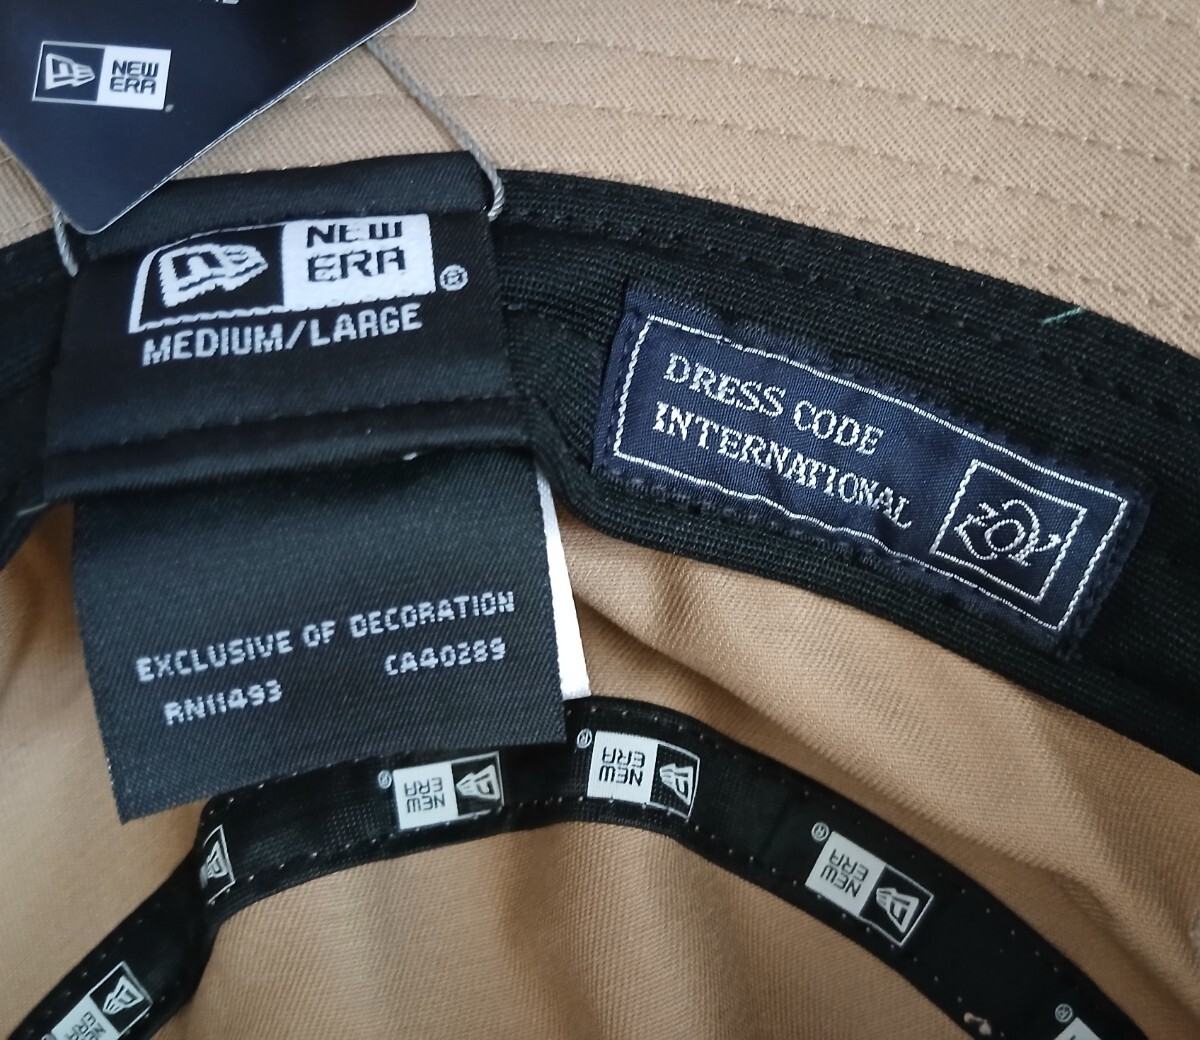 NEW
ERA
NEW
ERA
®
MEDIUM/LARGE
DRESS CODE
INTERNATIONAL
ZOY
EXCLUSIVE OF DECORATION
RN11493
CA40289
NEW
ERA
®
NEW
ERA
®
NEW
ERA
®
NEW
ERA
®